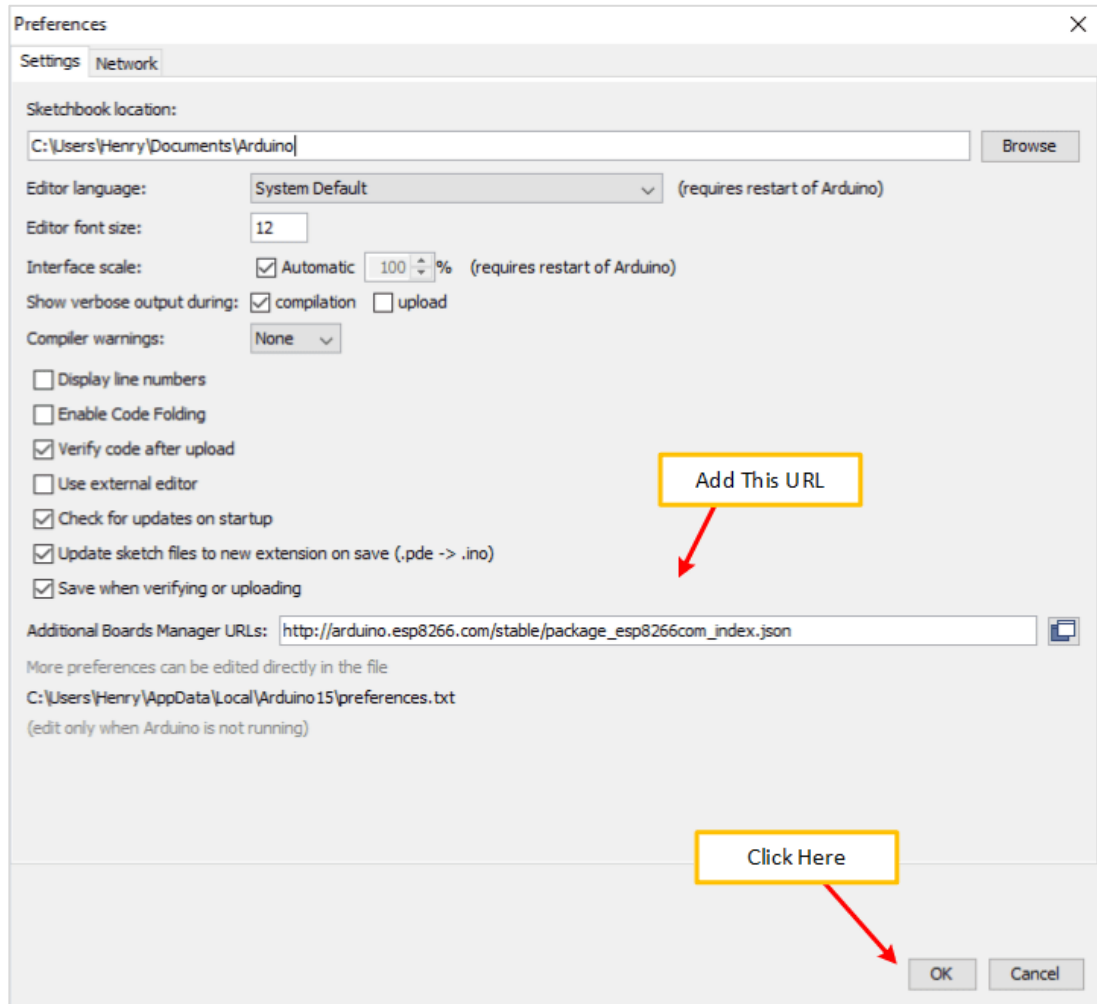 Preferences
Settings Network
Sketchbook location:
C:\Users\Henry\Documents\Arduino Browse
Editor language: System Default (requires restart of Arduino)
Editor font size: 12
Interface scale: Automatic 100 % (requires restart of Arduino)
Show verbose output during: compilation upload
Compiler warnings: None
Display line numbers
Enable Code Folding
Verify code after upload
Add This URL
Use external editor
Check for updates on startup
Update sketch files to new extension on save (.pde -> .ino)
Save when verifying or uploading
Additional Boards Manager URLs: http://arduino.esp8266.com/stable/package_esp8266com_index.json
More preferences can be edited directly in the file
C:\Users\Henry\AppData\Local\Arduino15\preferences.txt
(edit only when Arduino is not running)
Click Here
OK Cancel